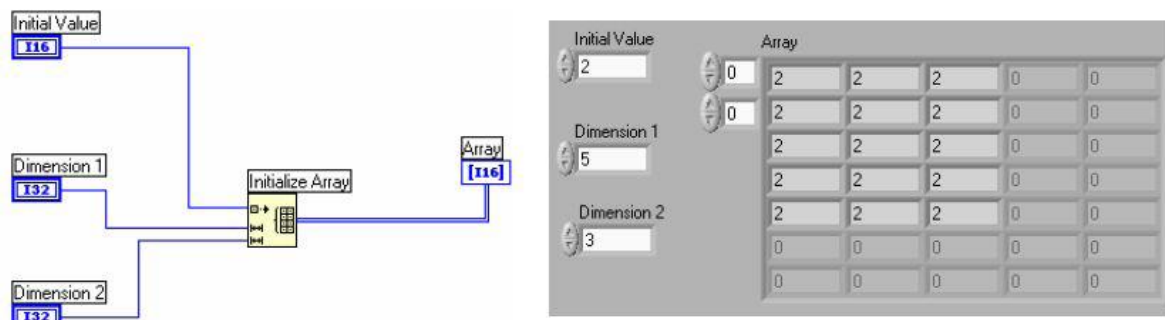 Initial Value
I16
Dimension 1
I32
Initialize Array
Array
[I16]
Dimension 2
I32
Initial Value
2
Dimension 1
5
Dimension 2
3
Array
0
0
2 2 2 0 0
2 2 2 0 0
2 2 2 0 0
2 2 2 0 0
2 2 2 0 0
0 0 0 0 0
0 0 0 0 0